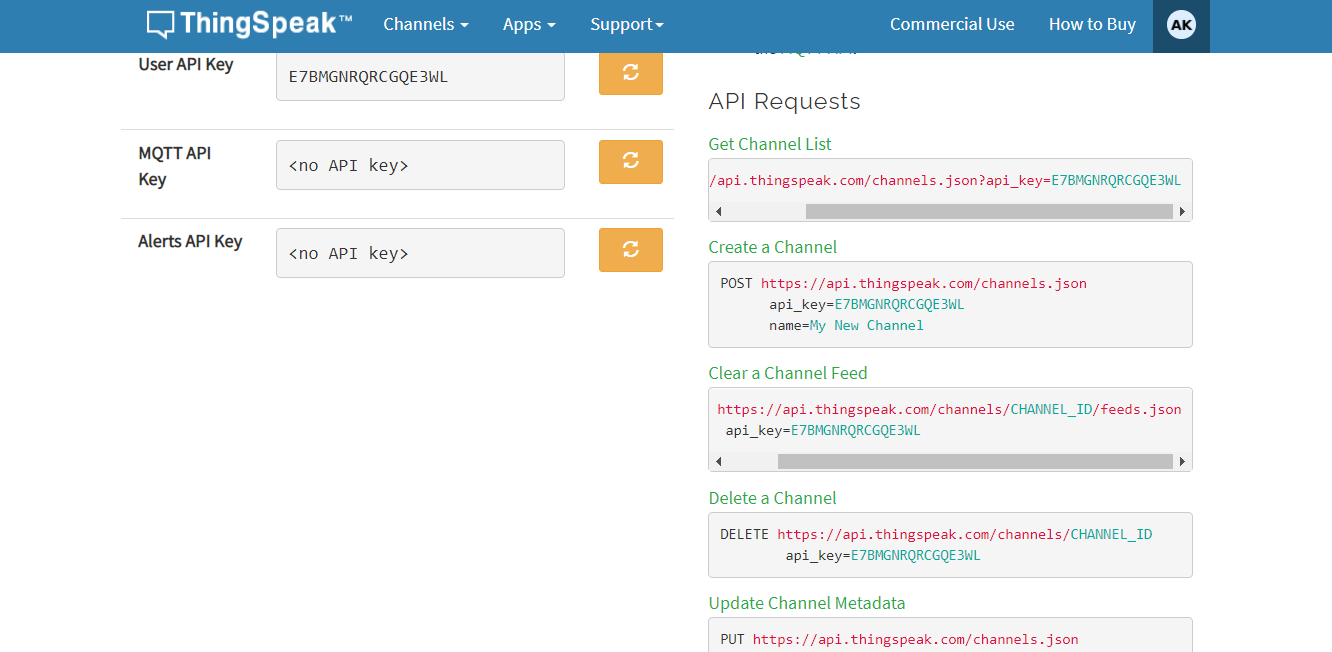 ThingSpeak™ Channels Apps Support Commercial Use How to Buy AK
User API Key
E7BMGNRQRCGQE3WL
MQTT API
Key
<no API key>
Alerts API Key
<no API key>
API Requests
Get Channel List
/api.thingspeak.com/channels.json?api_key=E7BMGNRQRCGQE3WL
Create a Channel
POST https://api.thingspeak.com/channels.json
api_key=E7BMGNRQRCGQE3WL
name=My New Channel
Clear a Channel Feed
https://api.thingspeak.com/channels/CHANNEL_ID/feeds.json
api_key=E7BMGNRQRCGQE3WL
Delete a Channel
DELETE https://api.thingspeak.com/channels/CHANNEL_ID
api_key=E7BMGNRQRCGQE3WL
Update Channel Metadata
PUT https://api.thingspeak.com/channels.json